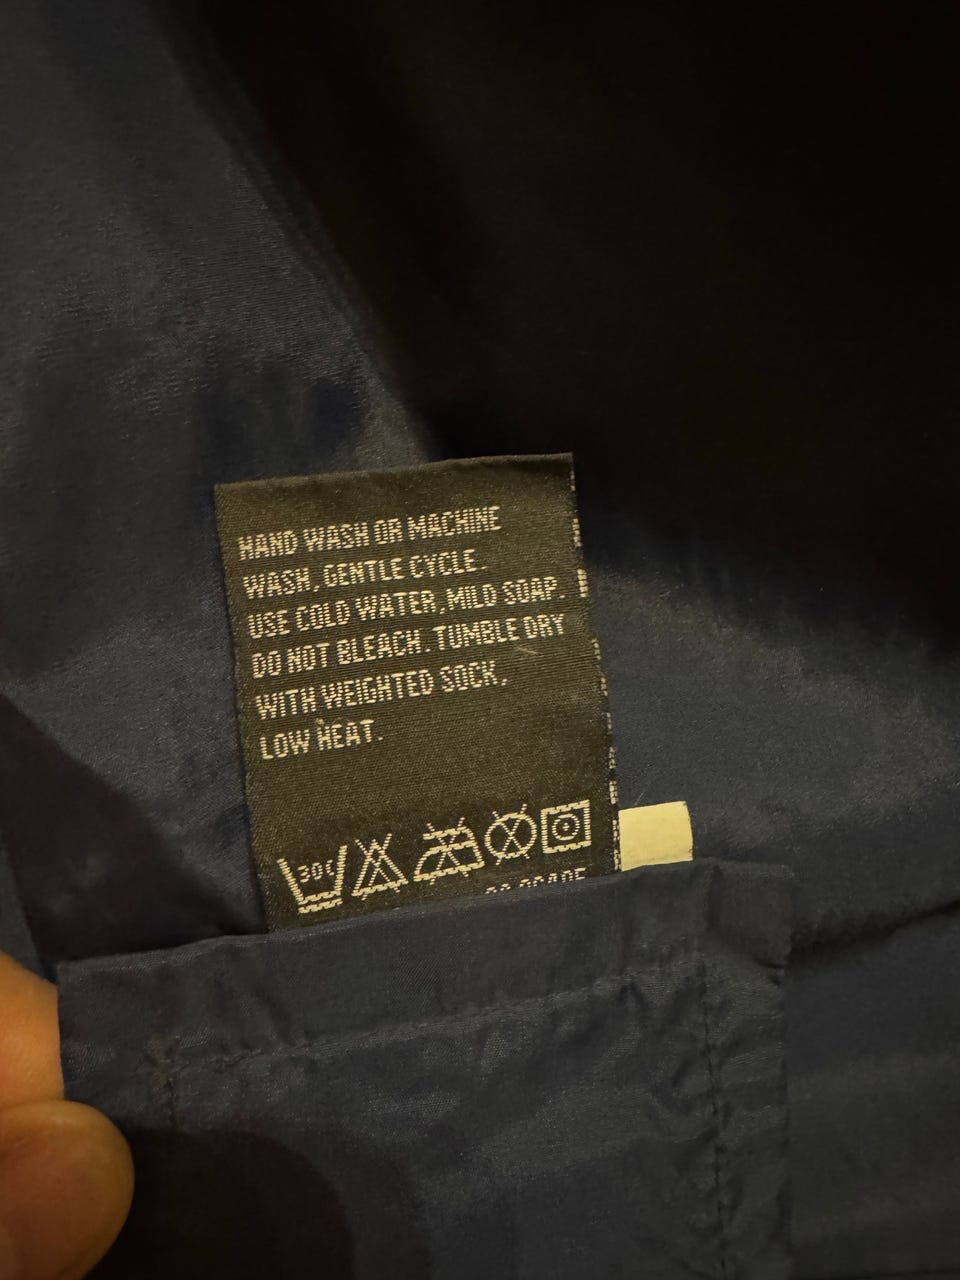 HAND WASH OR MACHINE
WASH, GENTLE CYCLE.
USE COLD WATER, MILD SOAP.
DO NOT BLEACH. TUMBLE DRY
WITH WEIGHTED SOCK,
LOW HEAT.
30C